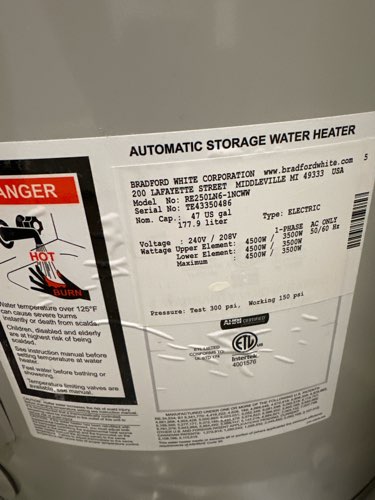 AUTOMATIC STORAGE WATER HEATER
BRADFORD WHITE CORPORATION www.bradfordwhite.com 5
200 LAFAYETTE STREET MIDDLEVILLE MI 49333 USA
Model No: RE250LN6-1NCWW
Serial No: TE43350486
Nom. Cap.: 47 US gal
177.9 liter
Type: ELECTRIC
Voltage : 240V / 208V
1-PHASE AC ONLY
50/60 Hz
Wattage Upper Element: 4500W / 3500W
Lower Element: 4500W / 3500W
Maximum : 4500W / 3500W
Pressure: Test 300 psi, Working 150 psi
CERTIFIED
ETL LISTED
CONFORMS TO
Intertek
4001576
ANGER
HOT
BURN
Water temperature over 125°F
can cause severe burns
instantly or death from scalds.
Children, disabled and elderly
are at highest risk of being
scalded.
See instruction manual before
setting temperature at water
heater.
Feel water before bathing or
showering.
Temperature limiting valves are
available, see manual.